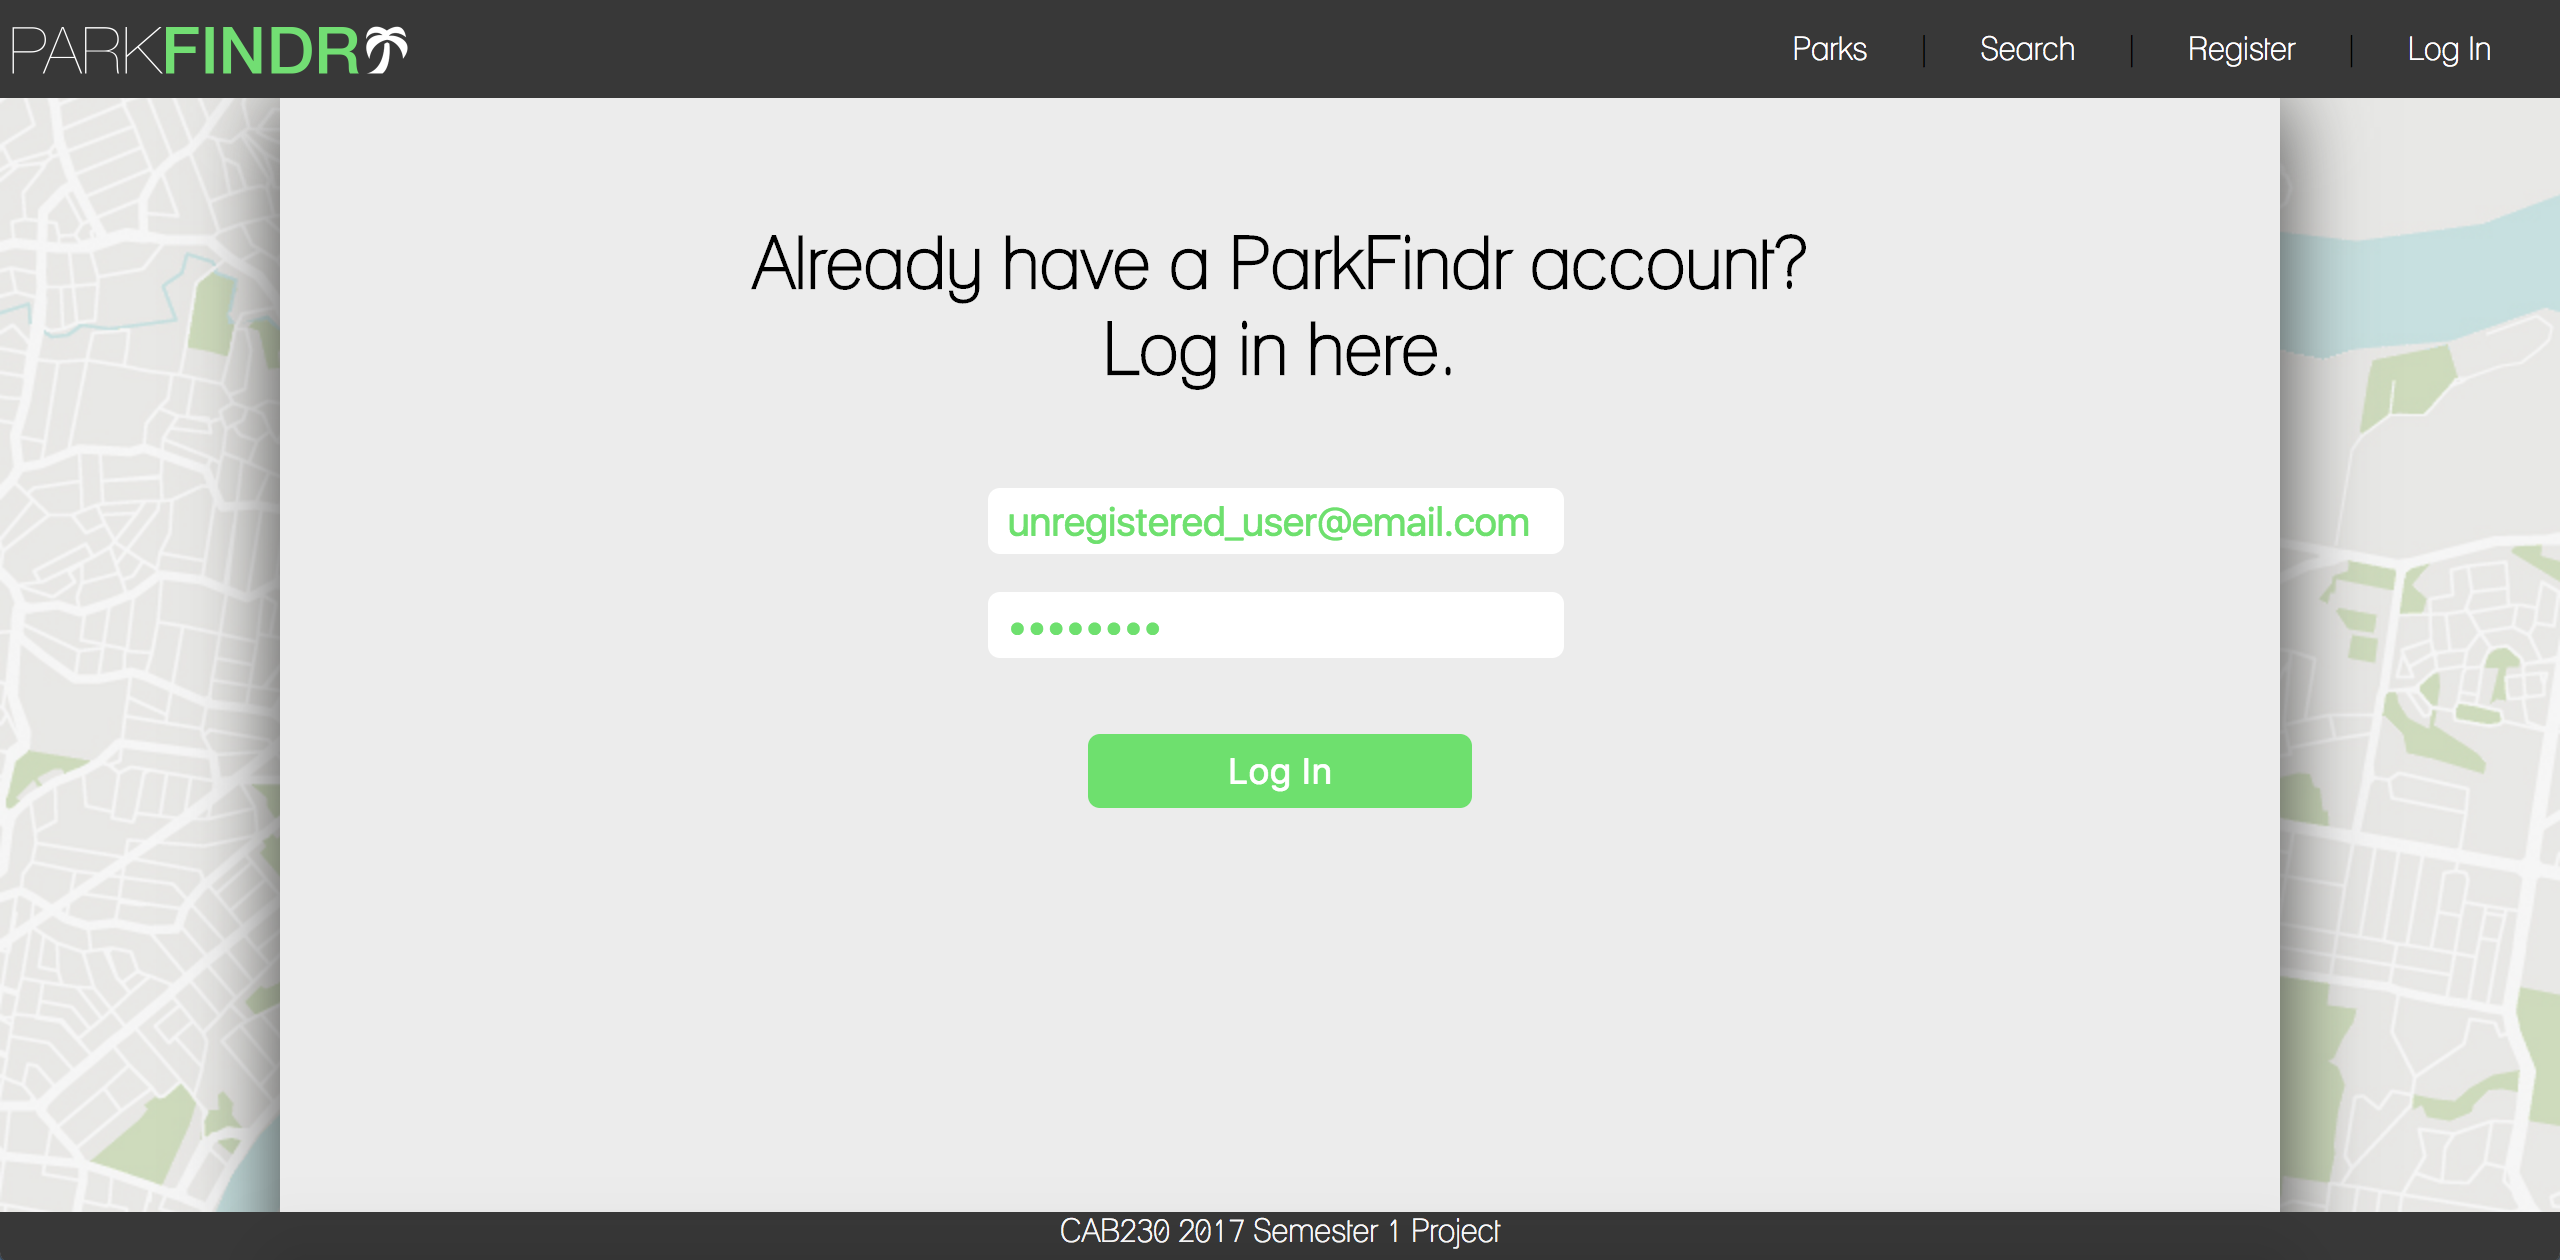 PARKFINDR
Parks | Search | Register | Log In
Already have a ParkFindr account?
Log in here.
unregistered_user@email.com
••••••••
Log In
CAB230 2017 Semester 1 Project